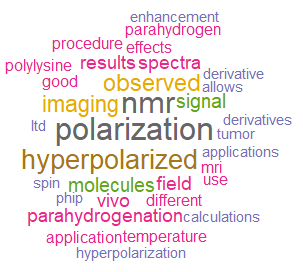 enhancement
parahydrogen
procedure effects
polylysine results spectra
good observed derivative
allows
imaging nmr signal
ltd polarization derivatives
tumor
hyperpolarized applications
mri
spin molecules field use
phip vivo different
parahydrogenation calculations
application temperature
hyperpolarization